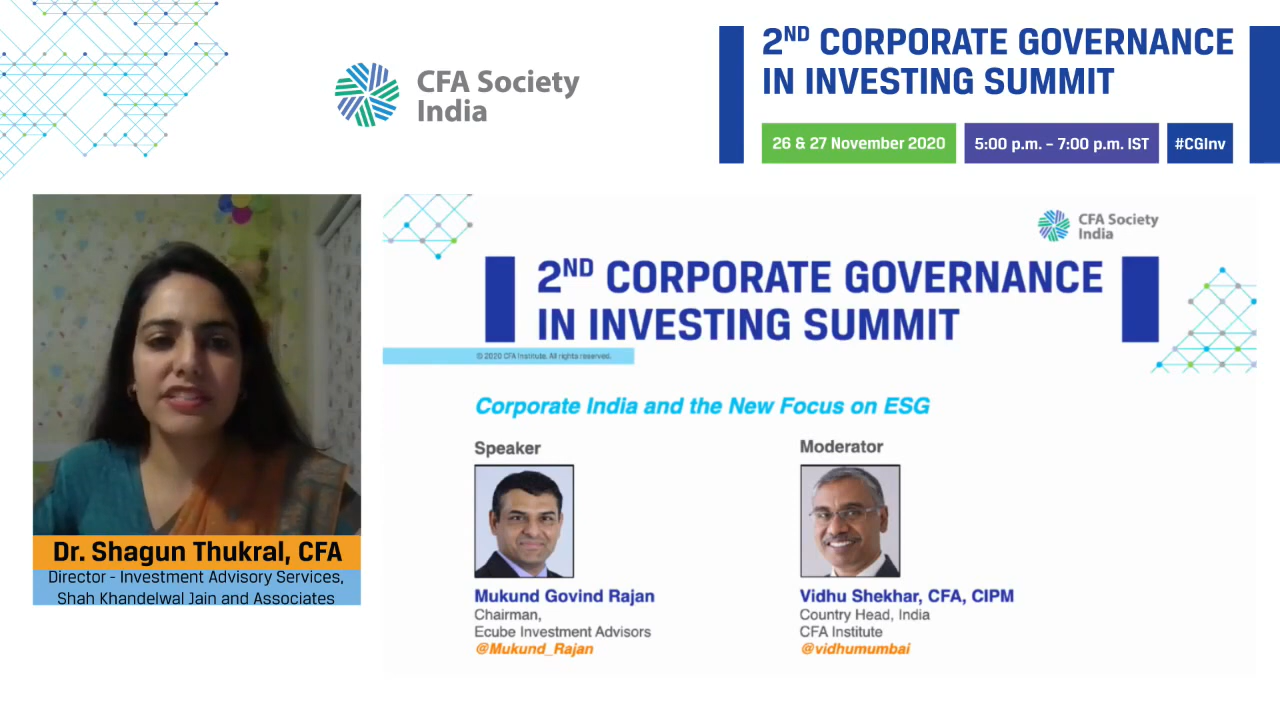 CFA Society
India
2ND CORPORATE GOVERNANCE
IN INVESTING SUMMIT
26 & 27 November 2020
5:00 p.m. – 7:00 p.m. IST
#CGInv
Dr. Shagun Thukral, CFA
Director - Investment Advisory Services,
Shah Khandelwal Jain and Associates
CFA Society
India
2ND CORPORATE GOVERNANCE
IN INVESTING SUMMIT
© 2020 CFA Institute. All rights reserved.
Corporate India and the New Focus on ESG
Speaker
Mukund Govind Rajan
Chairman,
Ecube Investment Advisors
@Mukund_Rajan
Moderator
Vidhu Shekhar, CFA, CIPM
Country Head, India
CFA Institute
@vidhumumbai